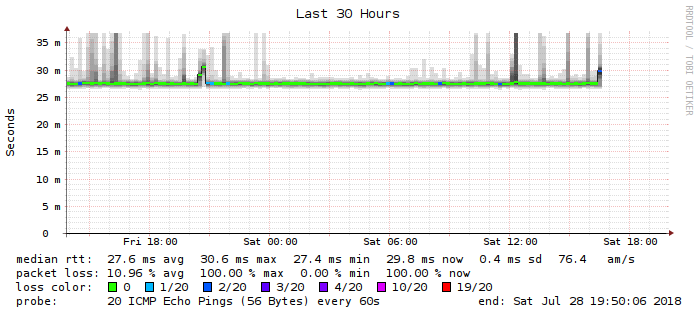 Last 30 Hours
RRDTOOL / TOBI OETIKER
Seconds
35 m
30 m
25 m
20 m
15 m
10 m
5 m
0
Fri 18:00 Sat 00:00 Sat 06:00 Sat 12:00 Sat 18:00
median rtt: 27.6 ms avg 30.6 ms max 27.4 ms min 29.8 ms now 0.4 ms sd 76.4 am/s
packet loss: 10.96 % avg 100.00 % max 0.00 % min 100.00 % now
loss color: 0 1/20 2/20 3/20 4/20 10/20 19/20
probe: 20 ICMP Echo Pings (56 Bytes) every 60s end: Sat Jul 28 19:50:06 2018